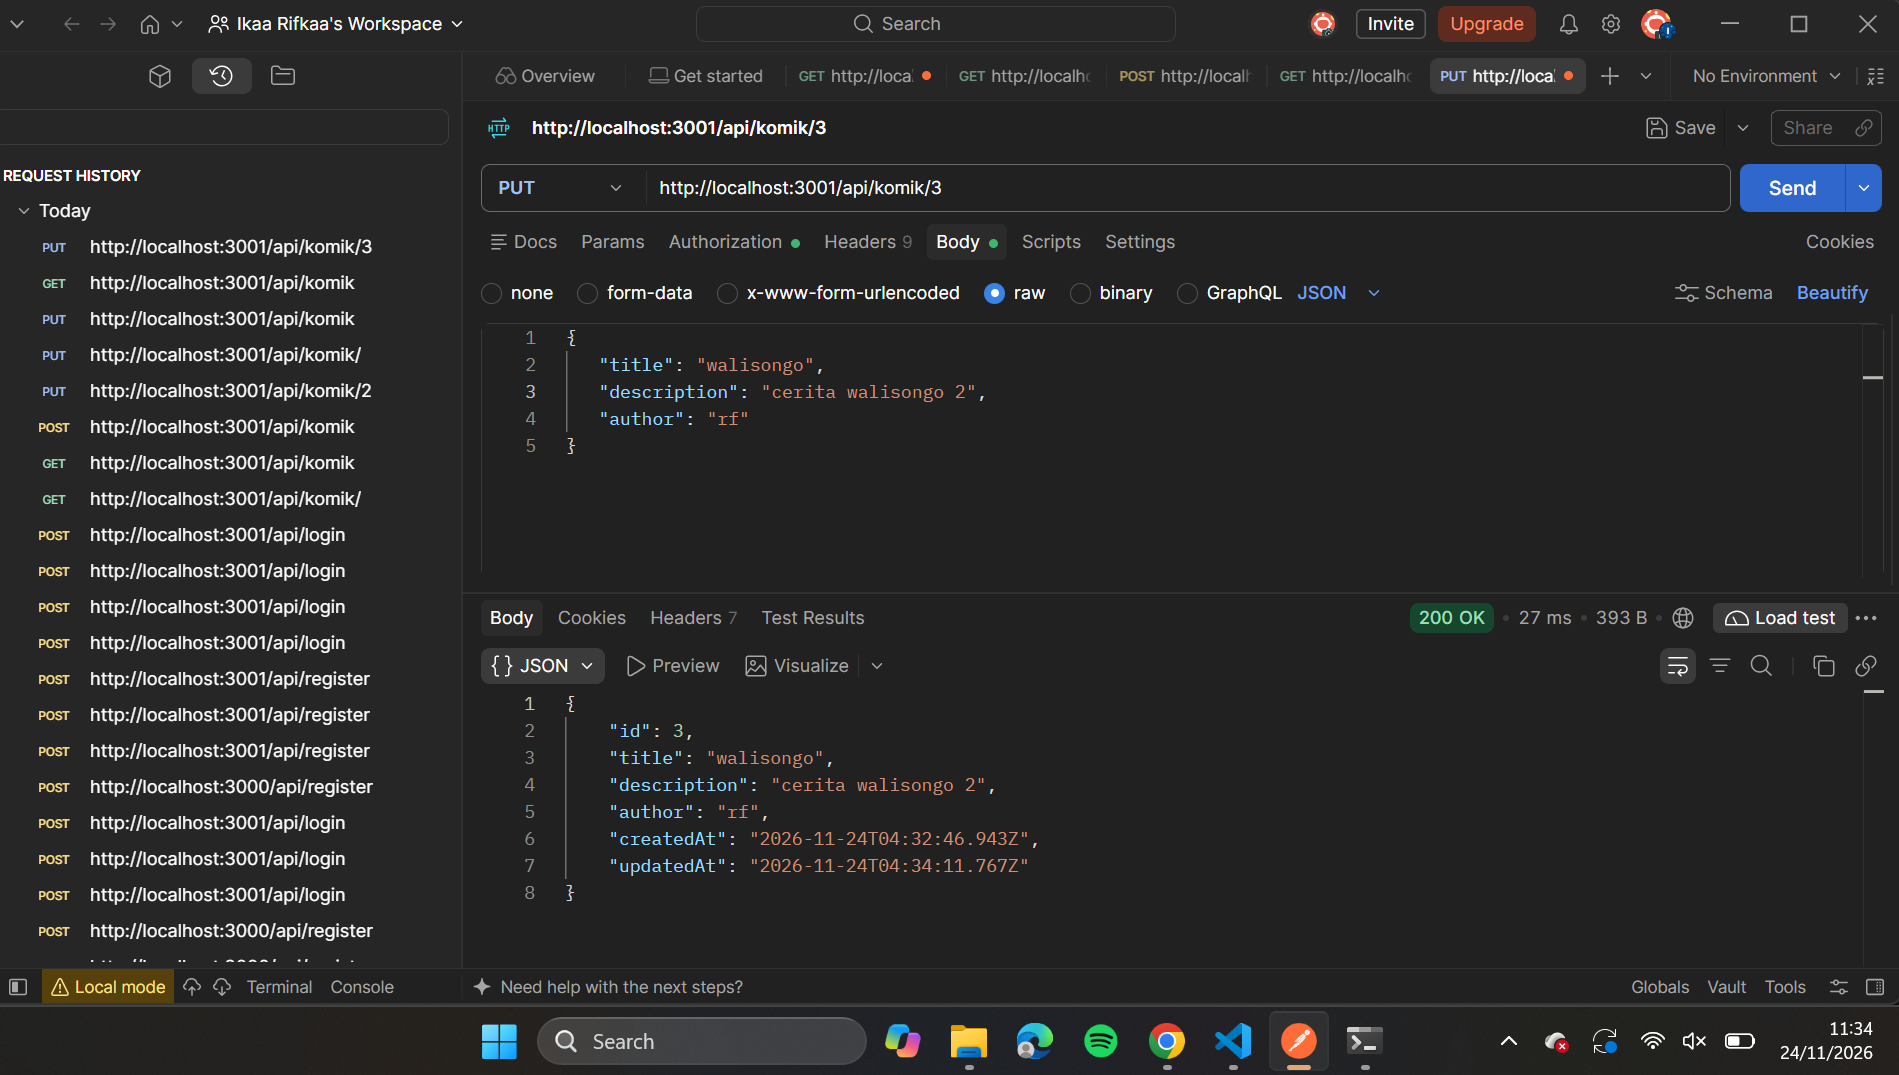 Ikaa Rifkaa's Workspace
Search
Invite
Upgrade
Overview
Get started
GET http://loca
GET http://localho
POST http://localh
GET http://localho
PUT http://loca
No Environment
REQUEST HISTORY
Today
PUT http://localhost:3001/api/komik/3
GET http://localhost:3001/api/komik
PUT http://localhost:3001/api/komik
PUT http://localhost:3001/api/komik/
PUT http://localhost:3001/api/komik/2
POST http://localhost:3001/api/komik
GET http://localhost:3001/api/komik
GET http://localhost:3001/api/komik/
POST http://localhost:3001/api/login
POST http://localhost:3001/api/login
POST http://localhost:3001/api/login
POST http://localhost:3001/api/login
POST http://localhost:3001/api/register
POST http://localhost:3001/api/register
POST http://localhost:3001/api/register
POST http://localhost:3000/api/register
POST http://localhost:3001/api/login
POST http://localhost:3001/api/login
POST http://localhost:3001/api/login
POST http://localhost:3000/api/register
HTTP http://localhost:3001/api/komik/3
Save
Share
PUT http://localhost:3001/api/komik/3
Send
Docs Params Authorization Headers 9 Body Scripts Settings
Cookies
none form-data x-www-form-urlencoded raw binary GraphQL JSON
Schema Beautify
1 {
2 "title": "walisongo",
3 "description": "cerita walisongo 2",
4 "author": "rf"
5 }
Body Cookies Headers 7 Test Results
200 OK • 27 ms • 393 B
Load test
{} JSON Preview Visualize
1 {
2 "id": 3,
3 "title": "walisongo",
4 "description": "cerita walisongo 2",
5 "author": "rf",
6 "createdAt": "2026-11-24T04:32:46.943Z",
7 "updatedAt": "2026-11-24T04:34:11.767Z"
8 }
Local mode
Terminal
Console
Need help with the next steps?
Globals
Vault
Tools
Search
11:34
24/11/2026